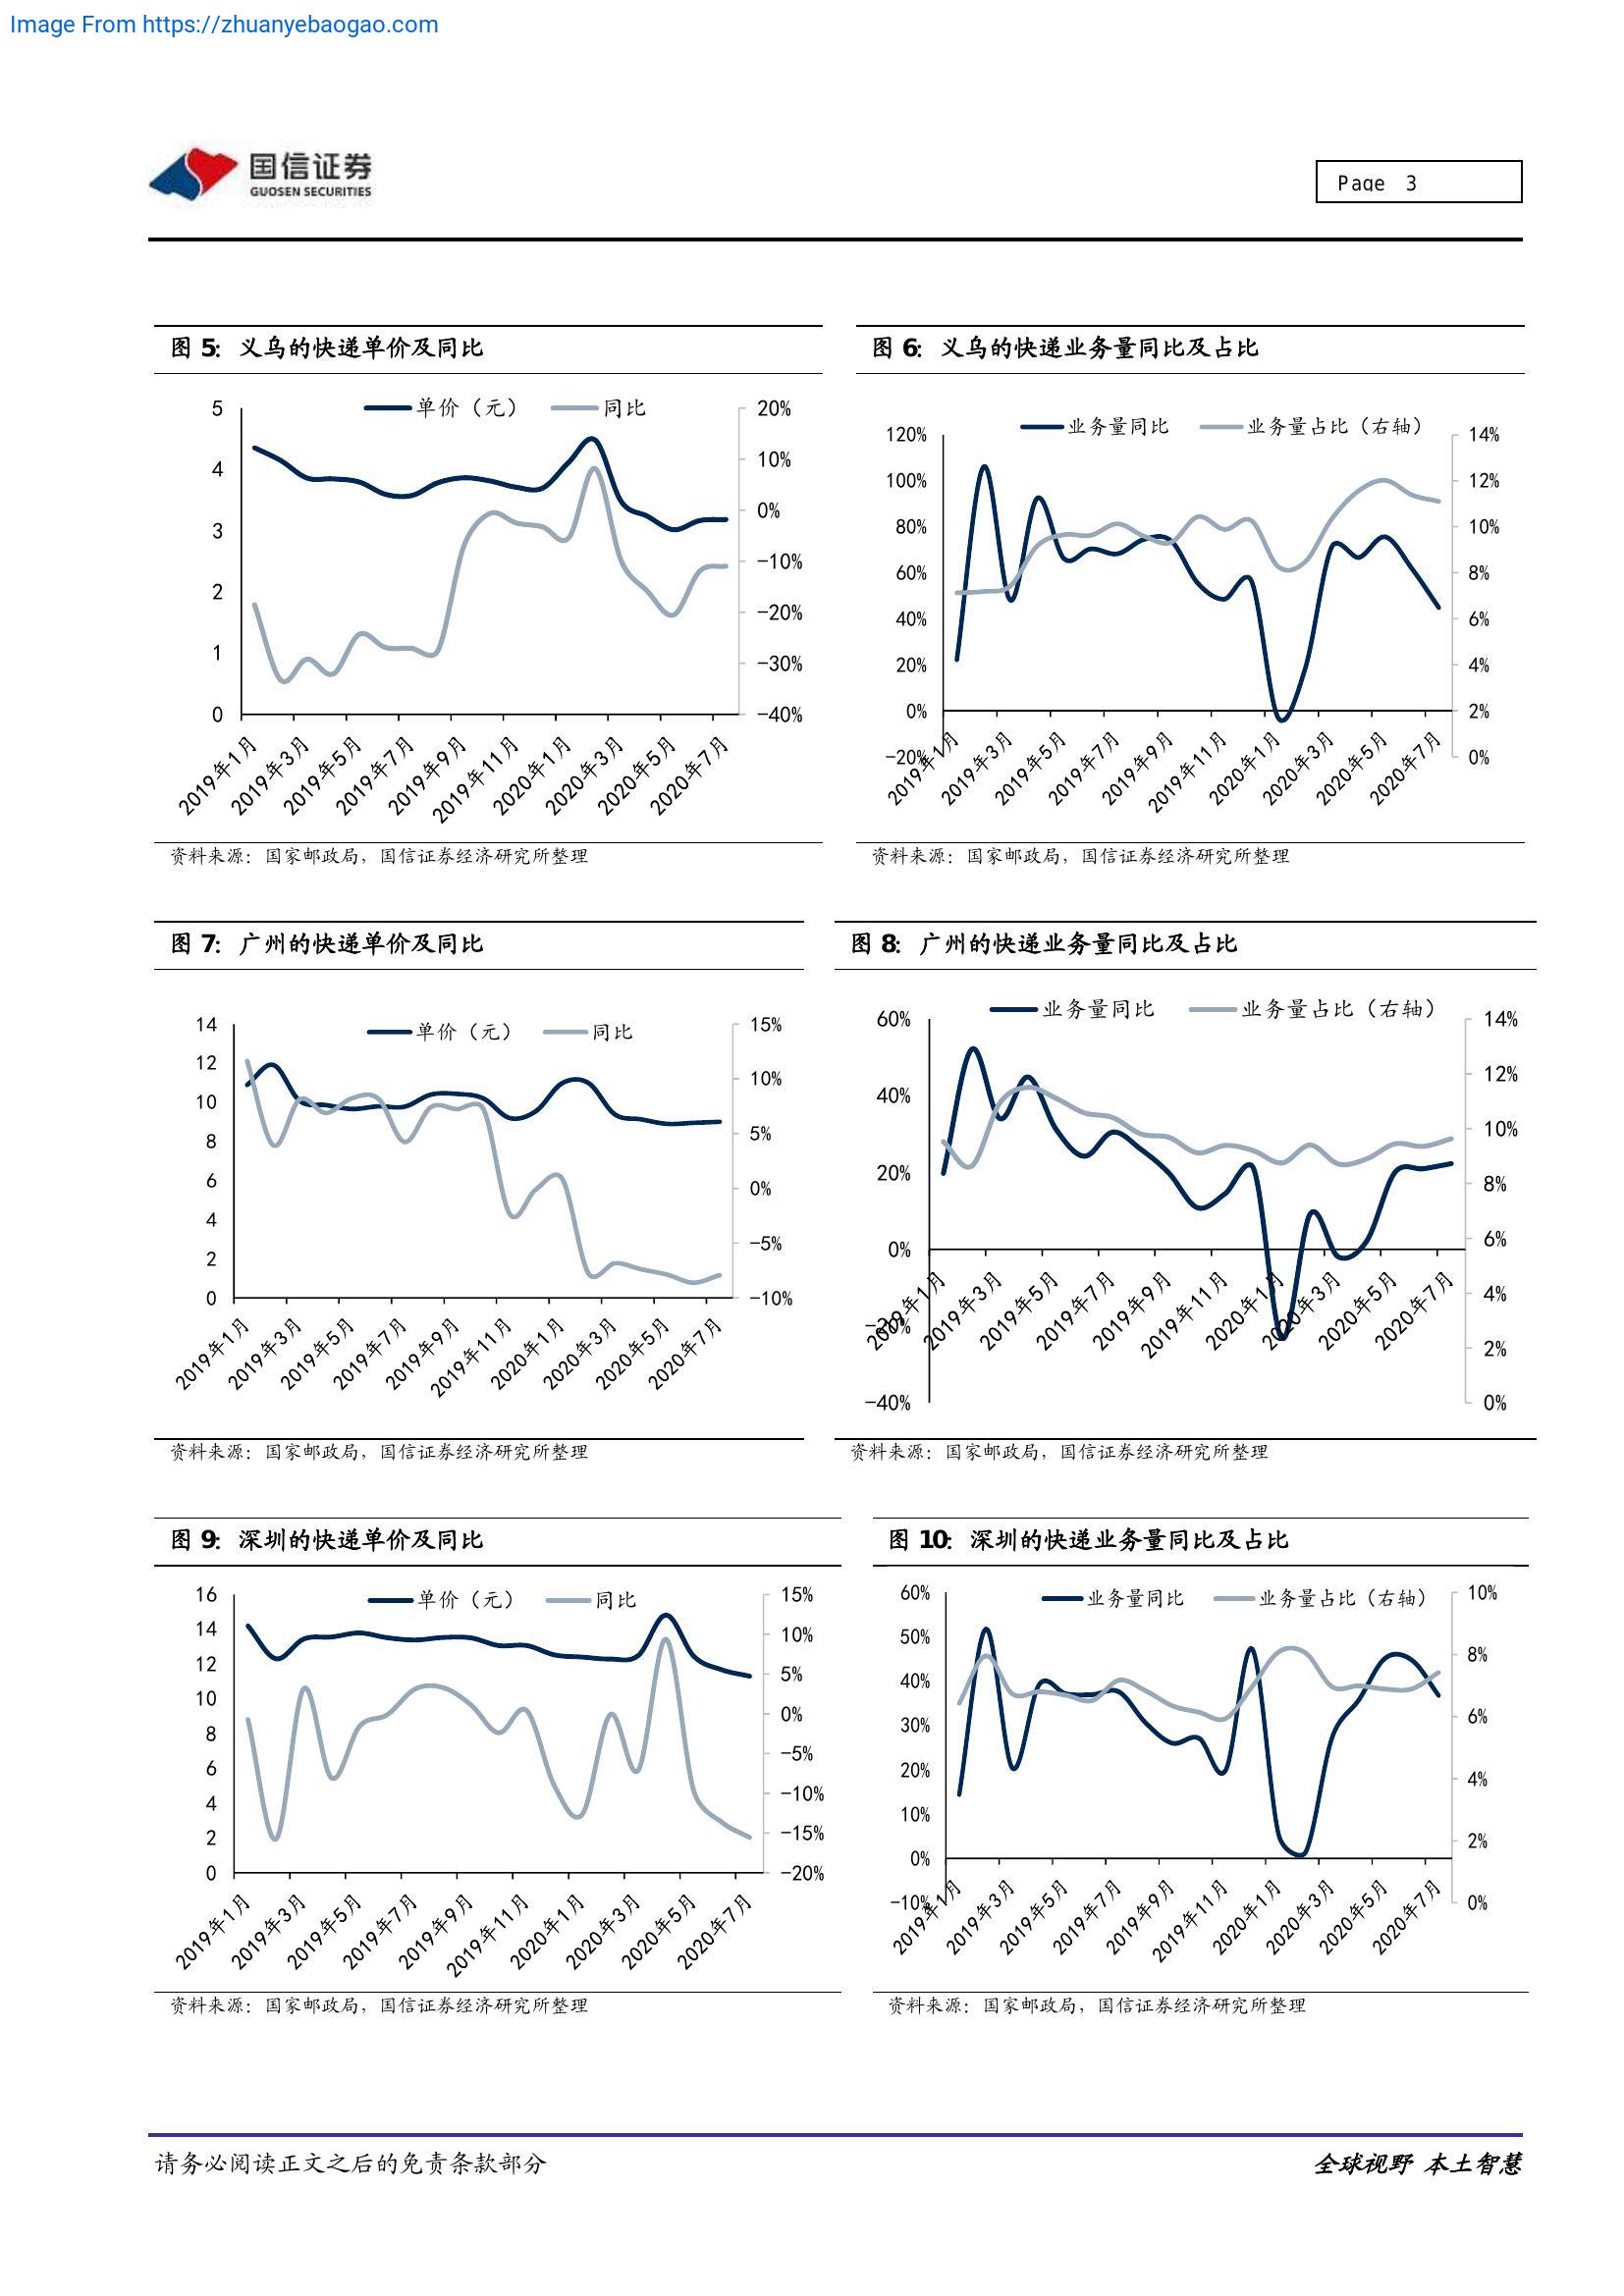 Image From https://zhuanyebaogao.com
国信证券
GUOSEN SECURITIES
Page 3
图 5: 义乌的快递单价及同比
单价（元） 同比
5
4
3
2
1
0
20%
10%
0%
-10%
-20%
-30%
-40%
2019年1月
2019年3月
2019年5月
2019年7月
2019年9月
2019年11月
2020年1月
2020年3月
2020年5月
2020年7月
资料来源: 国家邮政局, 国信证券经济研究所整理
图 6: 义乌的快递业务量同比及占比
业务量同比 业务量占比（右轴）
120%
100%
80%
60%
40%
20%
0%
-20%
14%
12%
10%
8%
6%
4%
2%
0%
2019年1月
2019年3月
2019年5月
2019年7月
2019年9月
2019年11月
2020年1月
2020年3月
2020年5月
2020年7月
资料来源: 国家邮政局, 国信证券经济研究所整理
图 7: 广州的快递单价及同比
单价（元） 同比
14
12
10
8
6
4
2
0
15%
10%
5%
0%
-5%
-10%
2019年1月
2019年3月
2019年5月
2019年7月
2019年9月
2019年11月
2020年1月
2020年3月
2020年5月
2020年7月
资料来源: 国家邮政局, 国信证券经济研究所整理
图 8: 广州的快递业务量同比及占比
业务量同比 业务量占比（右轴）
60%
40%
20%
0%
-20%
-40%
14%
12%
10%
8%
6%
4%
2%
0%
2019年1月
2019年3月
2019年5月
2019年7月
2019年9月
2019年11月
2020年1月
2020年3月
2020年5月
2020年7月
资料来源: 国家邮政局, 国信证券经济研究所整理
图 9: 深圳的快递单价及同比
单价（元） 同比
16
14
12
10
8
6
4
2
0
15%
10%
5%
0%
-5%
-10%
-15%
-20%
2019年1月
2019年3月
2019年5月
2019年7月
2019年9月
2019年11月
2020年1月
2020年3月
2020年5月
2020年7月
资料来源: 国家邮政局, 国信证券经济研究所整理
图 10: 深圳的快递业务量同比及占比
业务量同比 业务量占比（右轴）
60%
50%
40%
30%
20%
10%
0%
-10%
10%
8%
6%
4%
2%
0%
2019年1月
2019年3月
2019年5月
2019年7月
2019年9月
2019年11月
2020年1月
2020年3月
2020年5月
2020年7月
资料来源: 国家邮政局, 国信证券经济研究所整理
请务必阅读正文之后的免责条款部分
全球视野 本土智慧